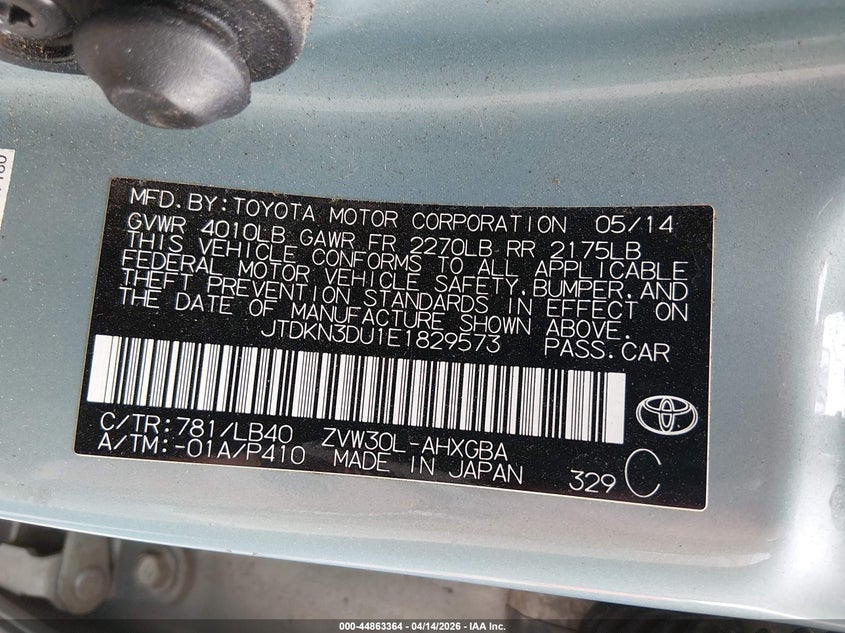 MFD. BY: TOYOTA MOTOR CORPORATION 05/14
GVWR 4010LB GAWR FR 2270LB RR 2175LB
THIS VEHICLE CONFORMS TO ALL APPLICABLE
FEDERAL MOTOR VEHICLE SAFETY, BUMPER, AND
THEFT PREVENTION STANDARDS IN EFFECT ON
THE DATE OF MANUFACTURE SHOWN ABOVE.
JTDKN3DU1E1829573 PASS. CAR
C/TR: 781/LB40 ZVW30L-AHXGBA
A/TM: -01A/P410 MADE IN JAPAN 329 C
000-44863364 - 04/14/2026 - IAA Inc.